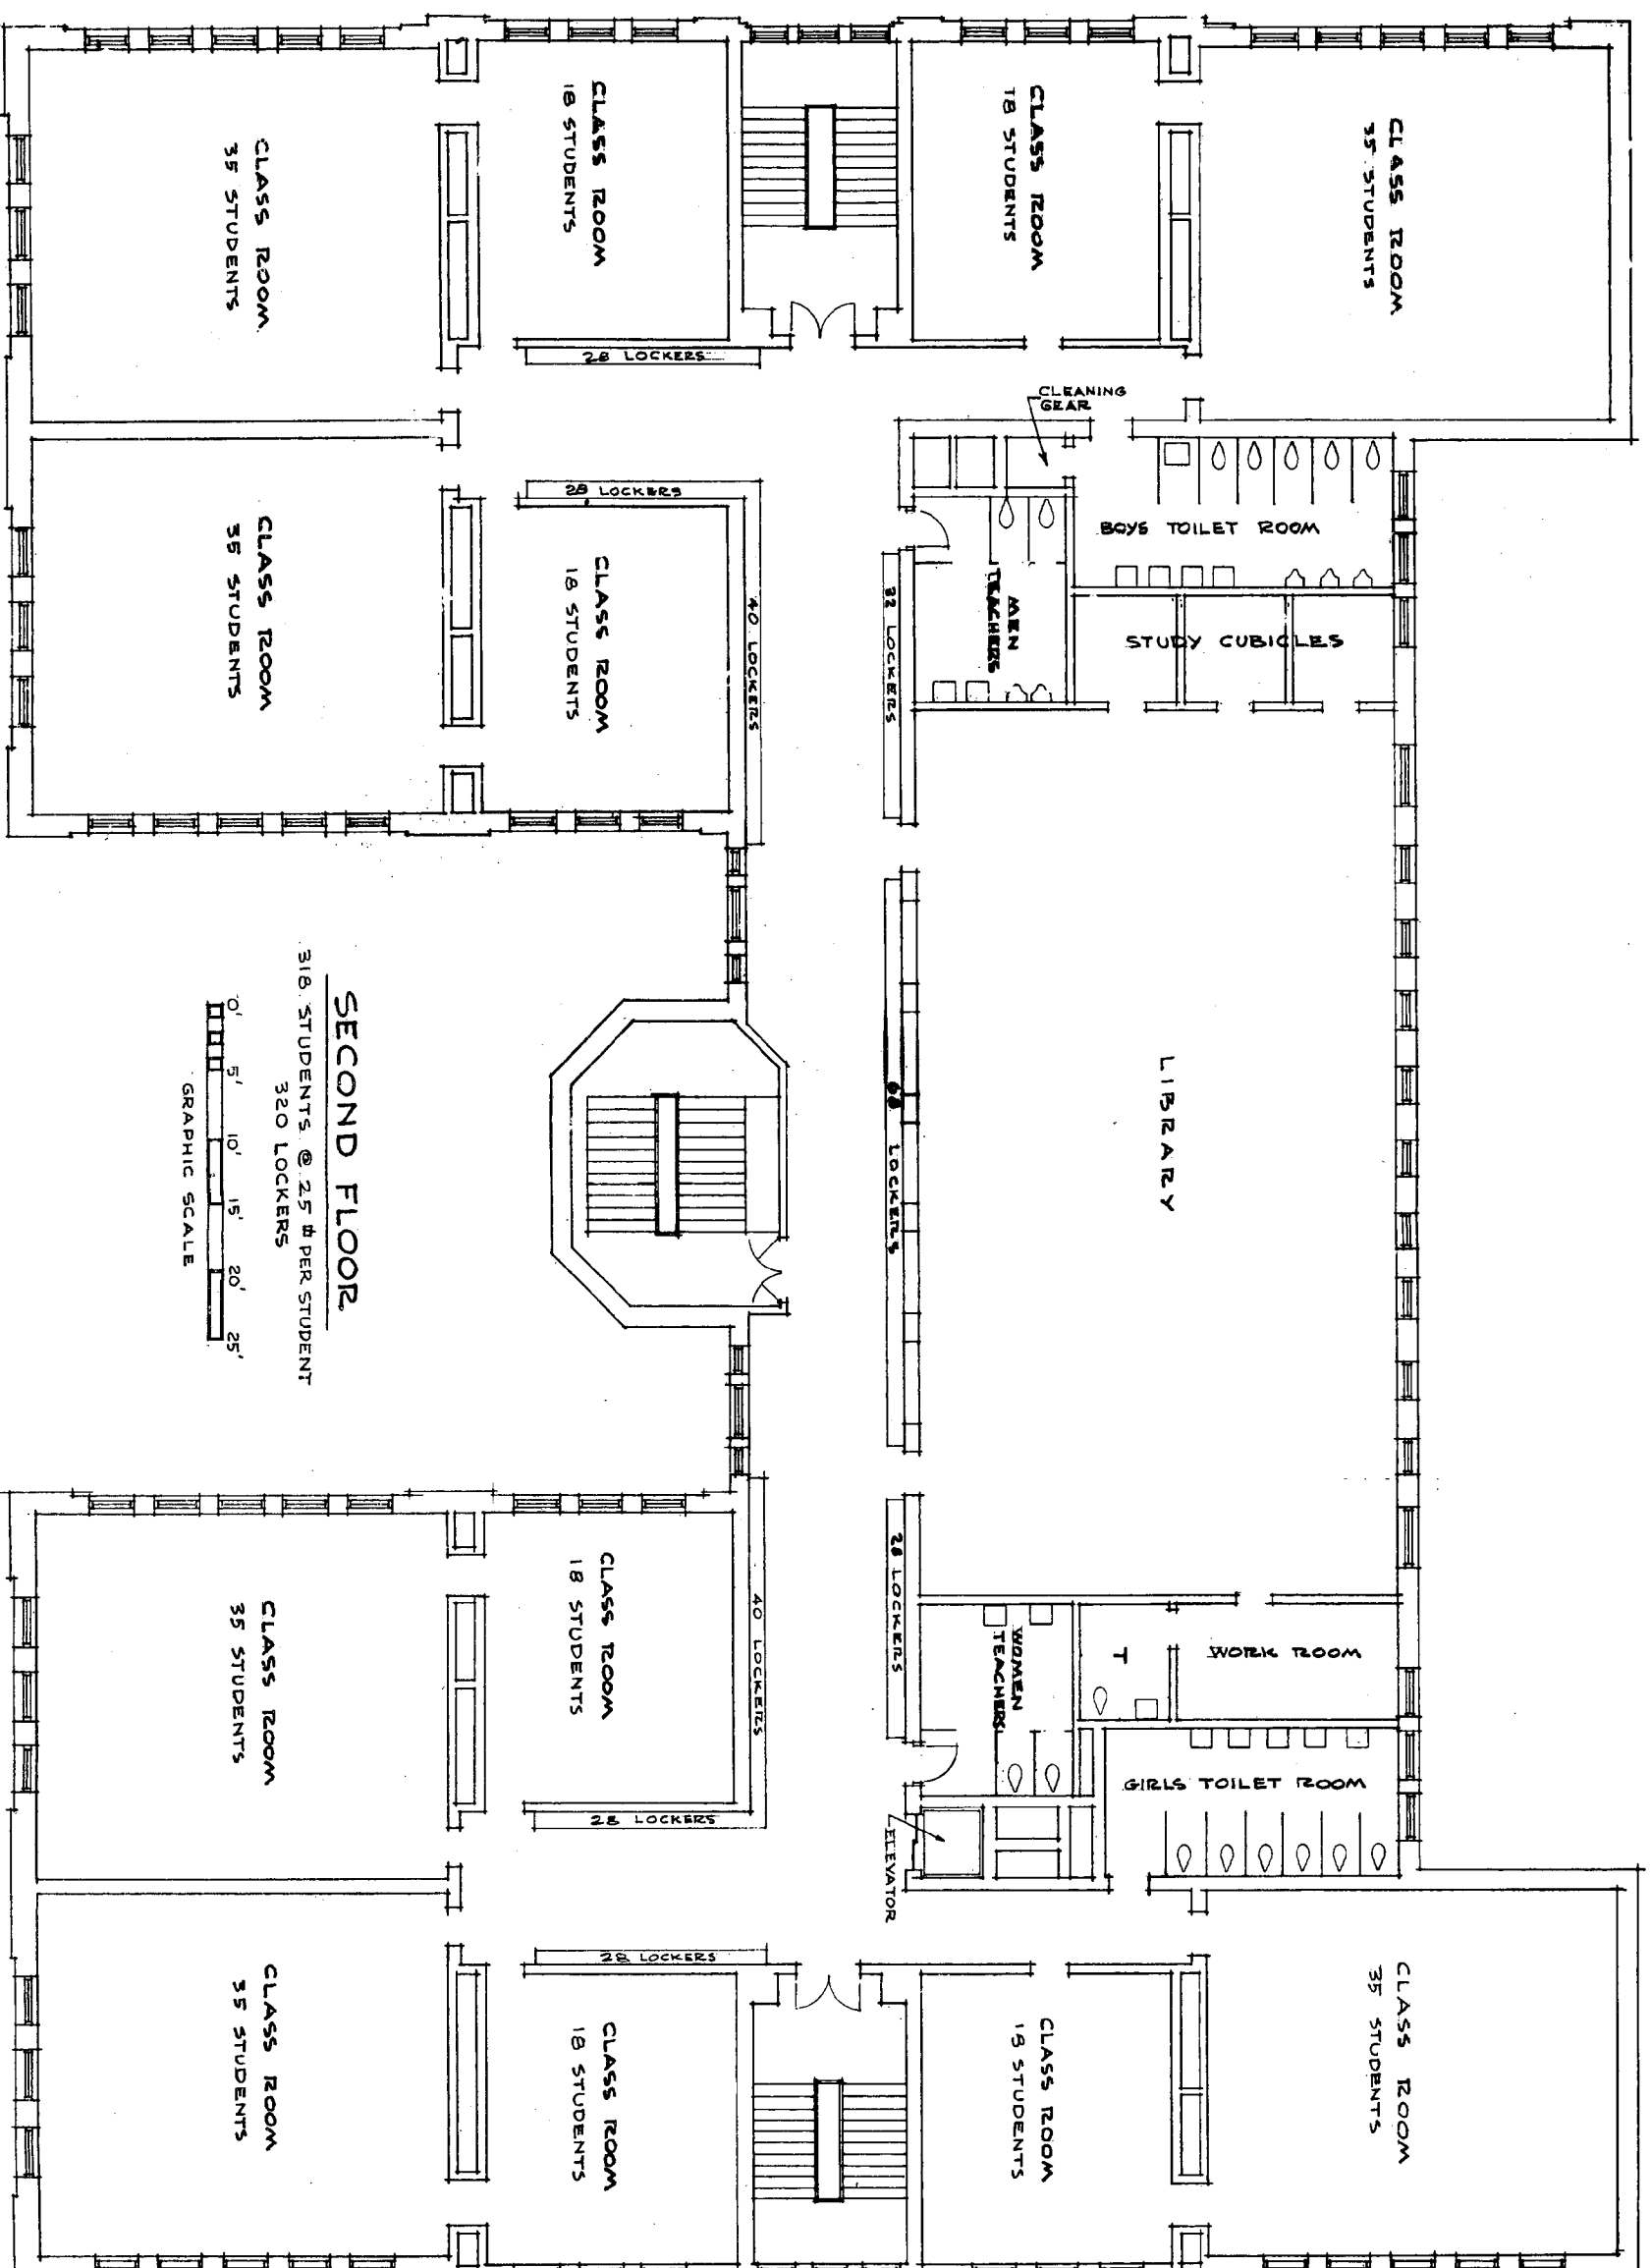 CLASS ROOM
35 STUDENTS
CLASS ROOM
18 STUDENTS
CLASS ROOM
18 STUDENTS
CLASS ROOM
35 STUDENTS
28 LOCKERS
CLEANING
GEAR
28 LOCKERS
BOYS TOILET ROOM
CLASS ROOM
35 STUDENTS
CLASS ROOM
18 STUDENTS
40 LOCKERS
32 LOCKERS
MEN
TEACHERS
STUDY CUBICLES
LIBRARY
SECOND FLOOR
318 STUDENTS @ 25 # PER STUDENT
320 LOCKERS
0' 5' 10' 15' 20' 25'
GRAPHIC SCALE
LOCKERS
28 LOCKERS
WOMEN
TEACHERS
T
WORK ROOM
GIRLS TOILET ROOM
CLASS ROOM
35 STUDENTS
CLASS ROOM
18 STUDENTS
40 LOCKERS
28 LOCKERS
ELEVATOR
28 LOCKERS
CLASS ROOM
35 STUDENTS
CLASS ROOM
18 STUDENTS
CLASS ROOM
18 STUDENTS
CLASS ROOM
35 STUDENTS